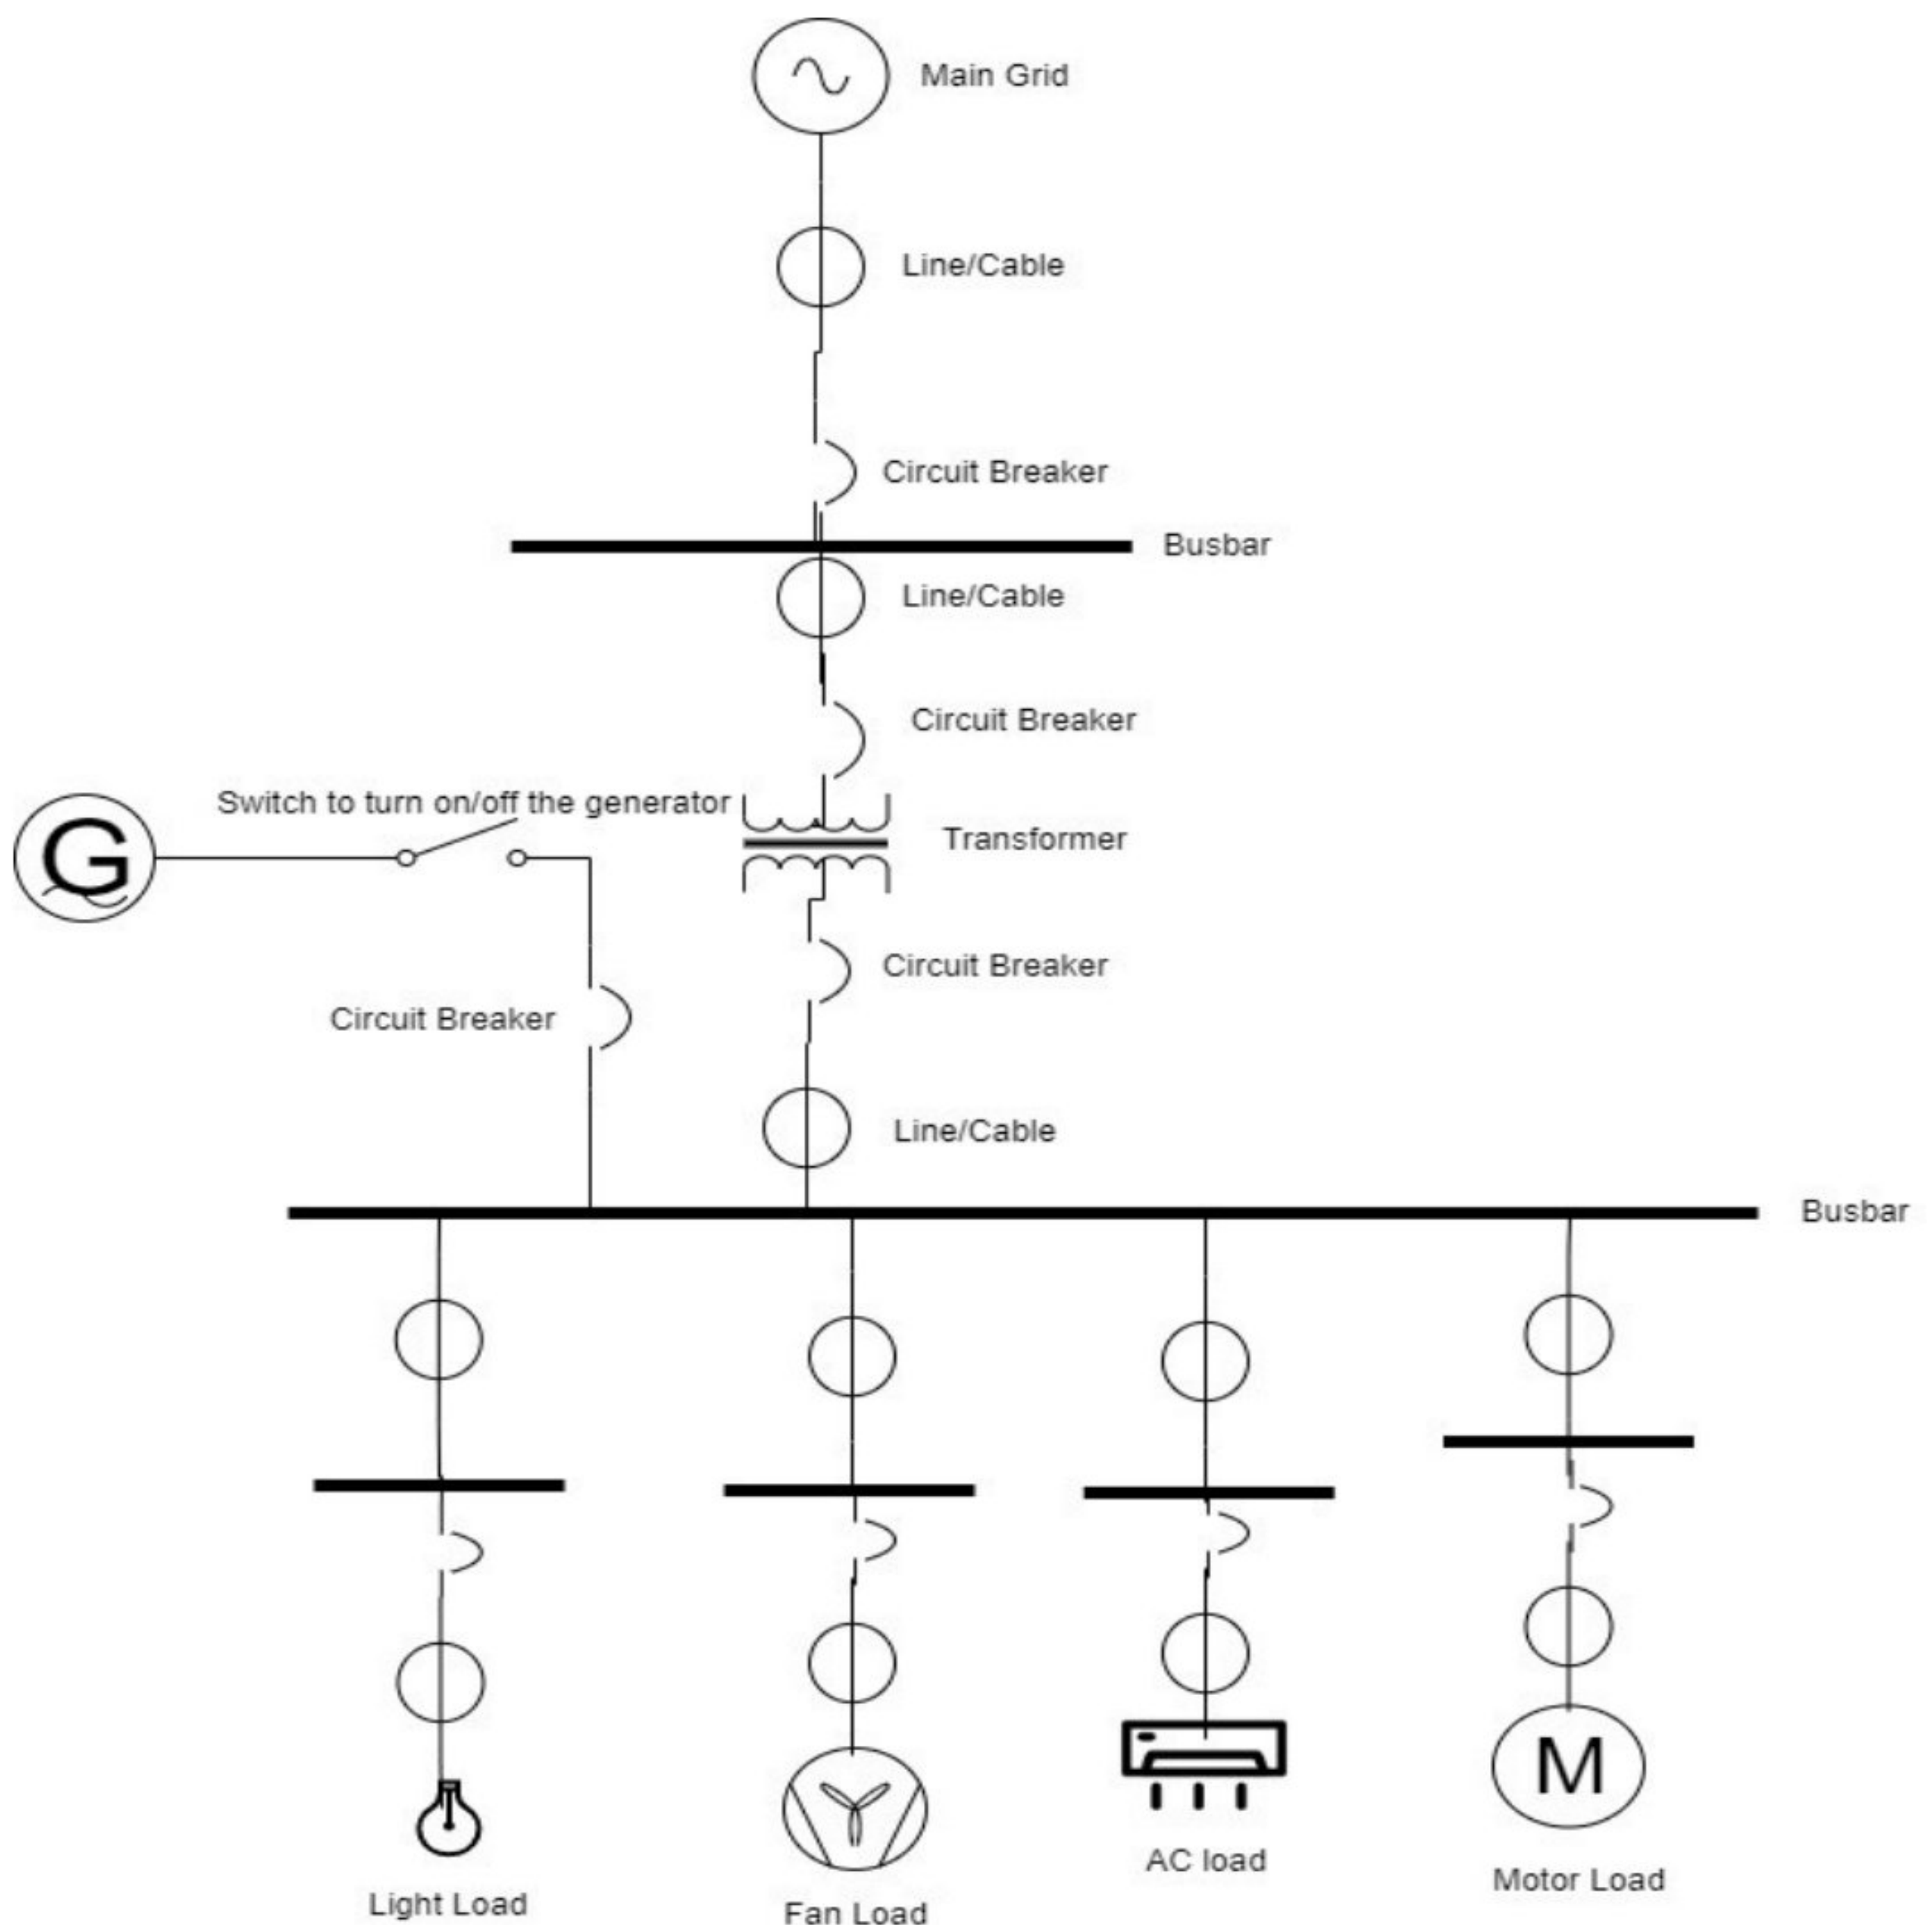 Main Grid
Line/Cable
Circuit Breaker
Busbar
Line/Cable
Circuit Breaker
Switch to turn on/off the generator
G
Transformer
Circuit Breaker
Circuit Breaker
Line/Cable
Busbar
M
AC load
Motor Load
Light Load
Fan Load